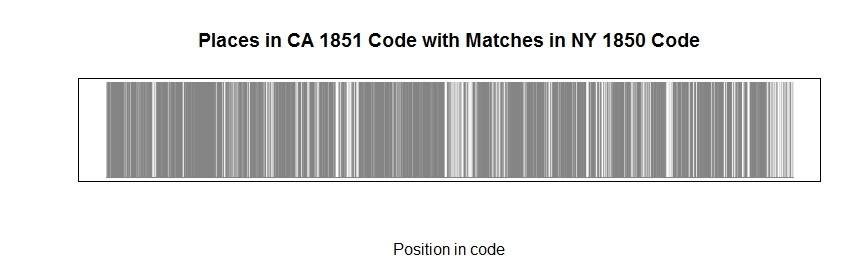 Places in CA 1851 Code with Matches in NY 1850 Code
Position in code